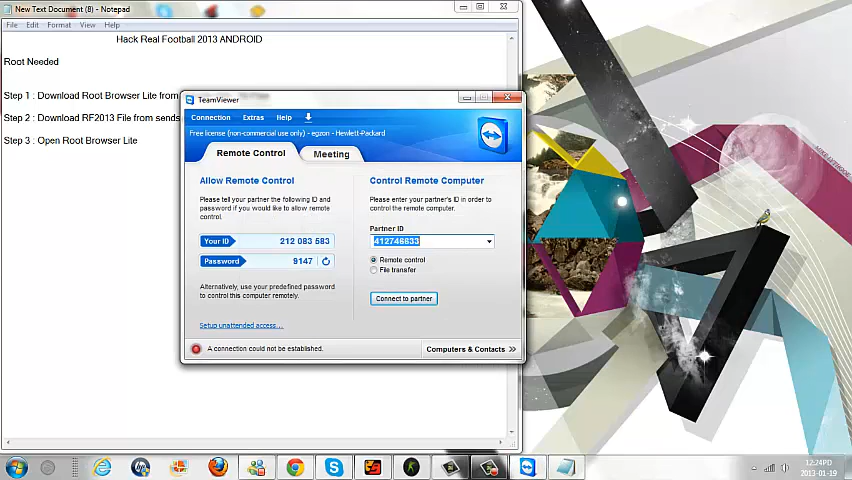 New Text Document (8) - Notepad
File Edit Format View Help
Hack Real Football 2013 ANDROID
Root Needed
Step 1 : Download Root Browser Lite from
Step 2 : Download RF2013 File from sends
Step 3 : Open Root Browser Lite
TeamViewer
Connection Extras Help
Free license (non-commercial use only) - egzon - Hewlett-Packard
Remote Control Meeting
Allow Remote Control
Please tell your partner the following ID and
password if you would like to allow remote
control.
Your ID 212 083 583
Password 9147
Alternatively, use your predefined password
to control this computer remotely.
Setup unattended access...
Control Remote Computer
Please enter your partner's ID in order to
control the remote computer.
Partner ID
412746633
Remote control
File transfer
Connect to partner
A connection could not be established.
Computers & Contacts >>
12:24PD
2013-01-19